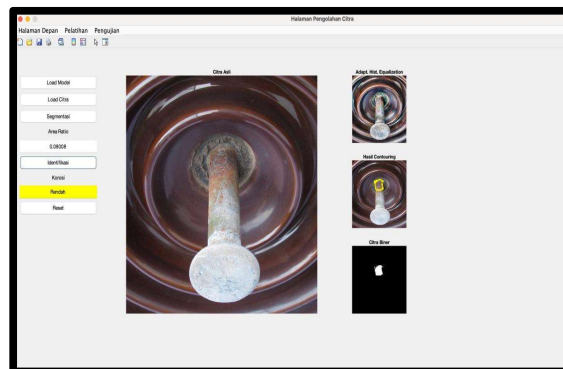 Halaman Pengolahan Citra
Halaman Depan Pelatihan Pengujian
Load Model
Load Citra
Segmentasi
Area Ratio
0.09008
Identifikasi
Korosi
Rendah
Reset
Citra Asli
Adapt. Hist. Equalization
Hasil Contouring
Citra Biner